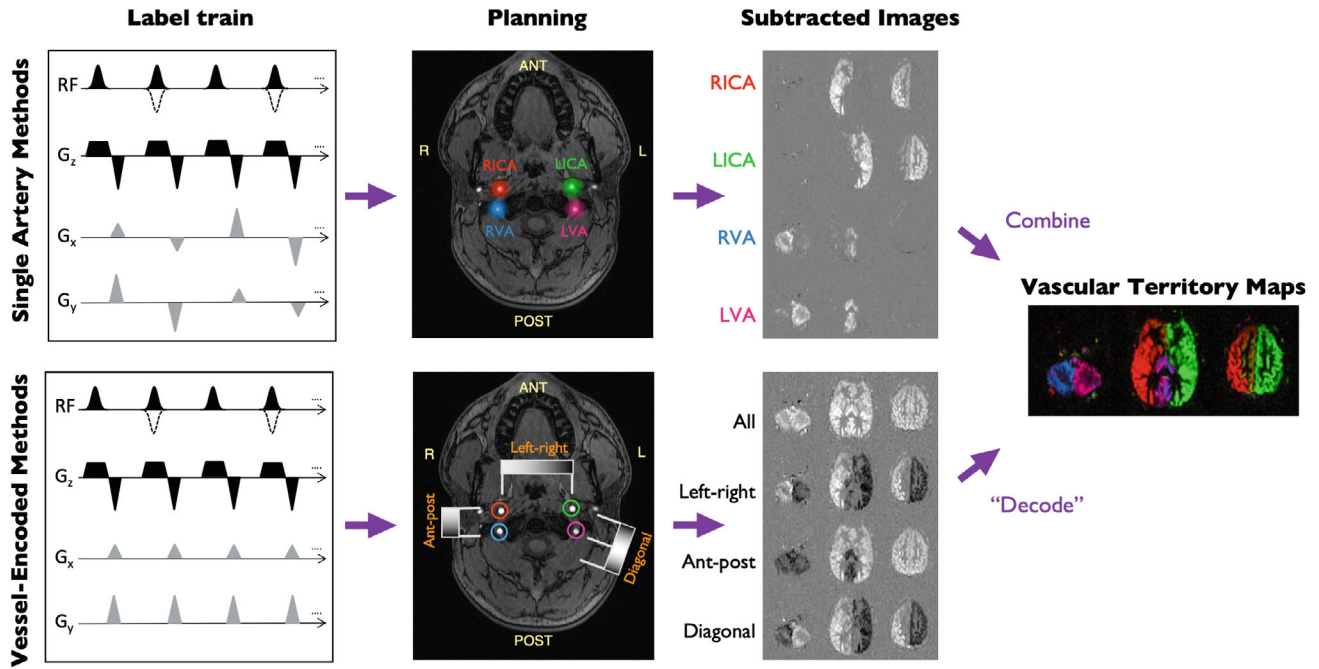 Label train
Planning
Subtracted Images
Single Artery Methods
RF
....
Gz
....
Gx
....
Gy
....
ANT
R
L
RICA
LICA
RVA
LVA
POST
RICA
LICA
RVA
LVA
Combine
Vascular Territory Maps
Vessel-Encoded Methods
RF
....
Gz
....
Gx
....
Gy
....
ANT
R
L
Left-right
Ant-post
Diagonal
POST
All
Left-right
Ant-post
Diagonal
“Decode”